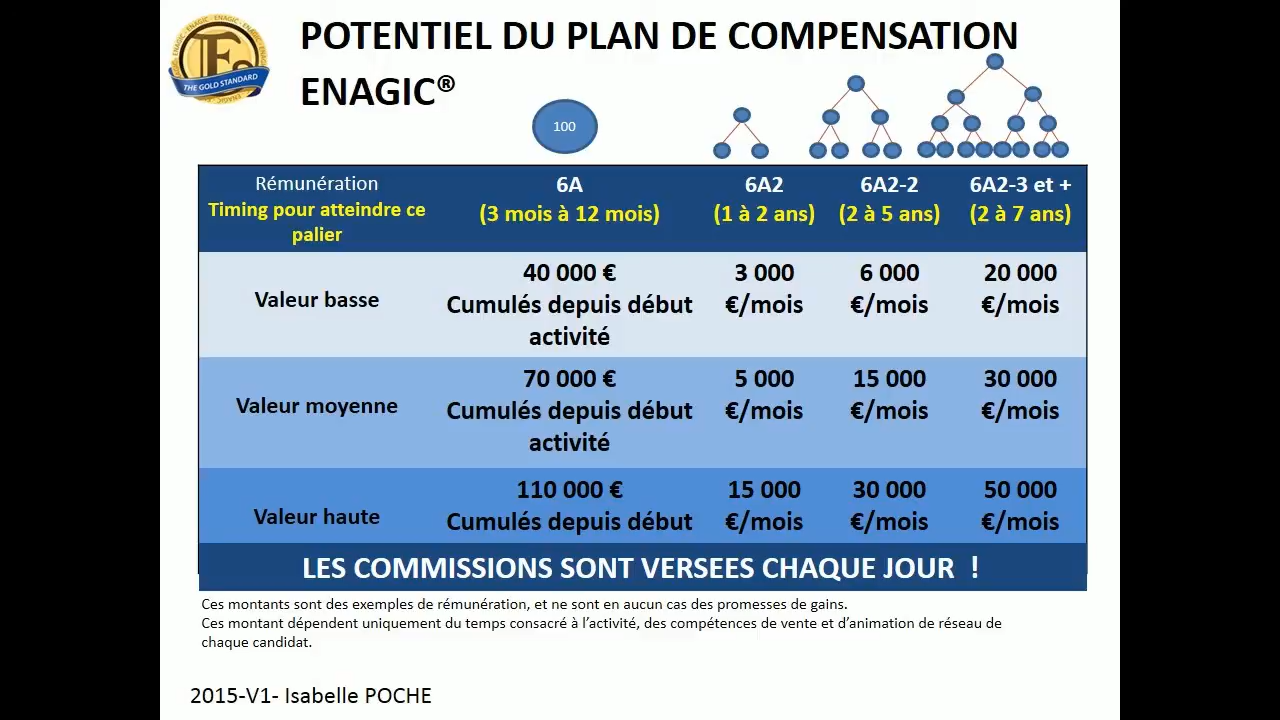 POTENTIEL DU PLAN DE COMPENSATION
ENAGIC®
THE GOLD STANDARD
ENAGIC
100
Rémunération
Timing pour atteindre ce
palier
6A
(3 mois à 12 mois)
6A2
(1 à 2 ans)
6A2-2
(2 à 5 ans)
6A2-3 et +
(2 à 7 ans)
Valeur basse
40 000 €
Cumulés depuis début
activité
3 000
€/mois
6 000
€/mois
20 000
€/mois
Valeur moyenne
70 000 €
Cumulés depuis début
activité
5 000
€/mois
15 000
€/mois
30 000
€/mois
Valeur haute
110 000 €
Cumulés depuis début
15 000
€/mois
30 000
€/mois
50 000
€/mois
LES COMMISSIONS SONT VERSEES CHAQUE JOUR !
Ces montants sont des exemples de rémunération, et ne sont en aucun cas des promesses de gains.
Ces montant dépendent uniquement du temps consacré à l'activité, des compétences de vente et d'animation de réseau de
chaque candidat.
2015-V1- Isabelle POCHE